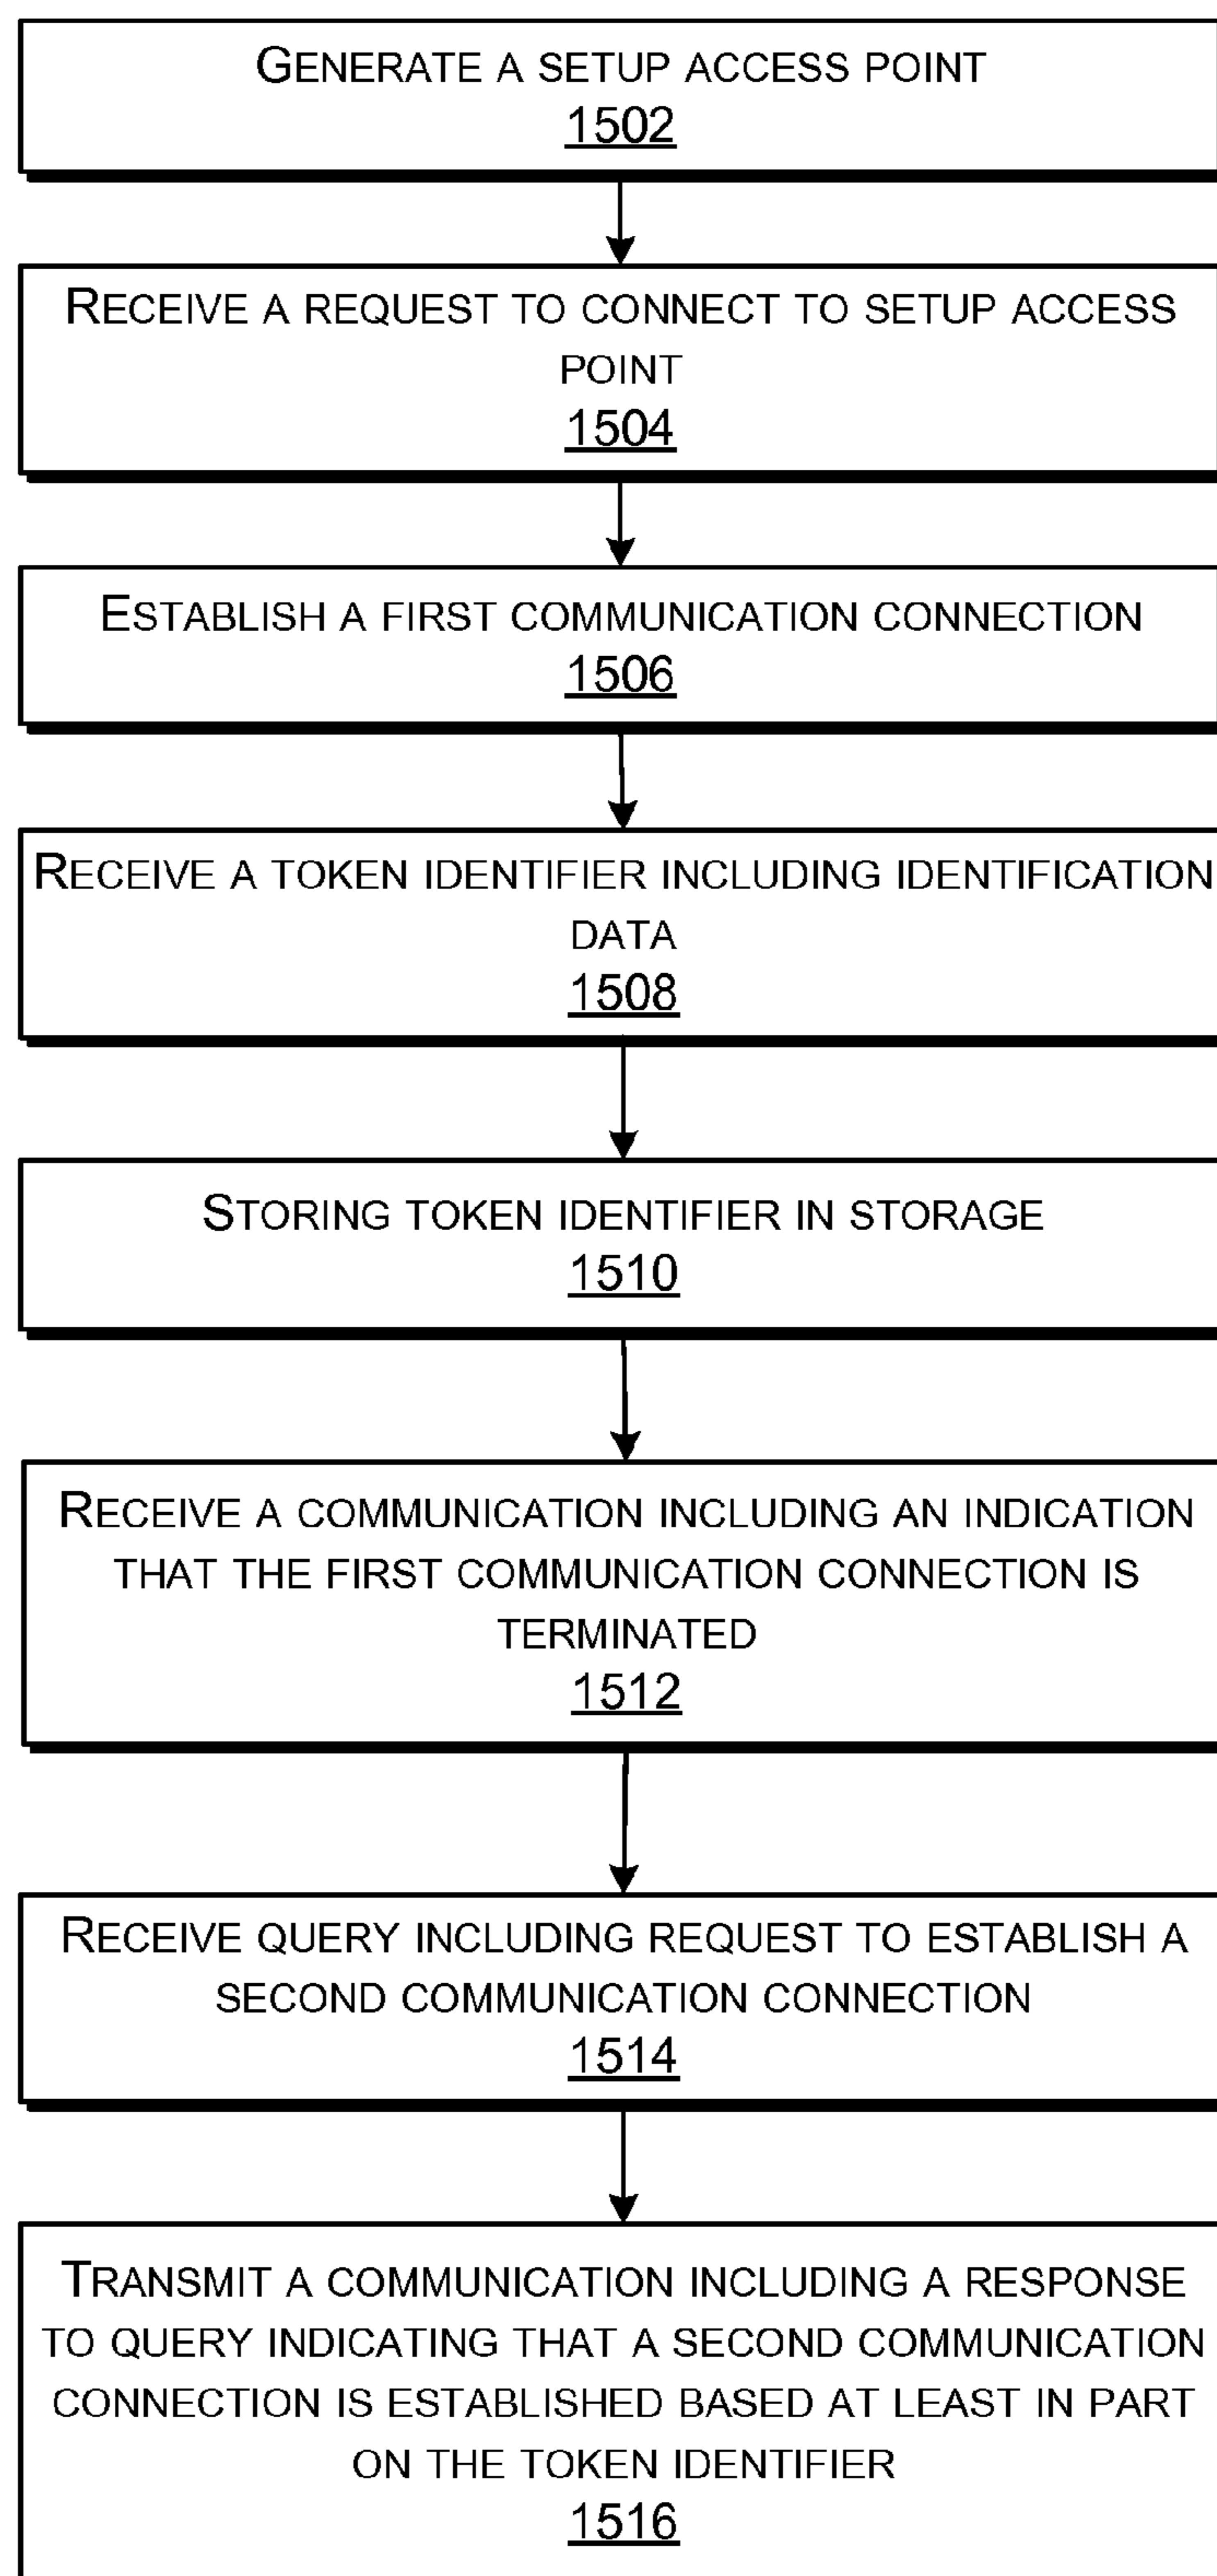 GENERATE A SETUP ACCESS POINT
1502
RECEIVE A REQUEST TO CONNECT TO SETUP ACCESS
POINT
1504
ESTABLISH A FIRST COMMUNICATION CONNECTION
1506
RECEIVE A TOKEN IDENTIFIER INCLUDING IDENTIFICATION
DATA
1508
STORING TOKEN IDENTIFIER IN STORAGE
1510
RECEIVE A COMMUNICATION INCLUDING AN INDICATION
THAT THE FIRST COMMUNICATION CONNECTION IS
TERMINATED
1512
RECEIVE QUERY INCLUDING REQUEST TO ESTABLISH A
SECOND COMMUNICATION CONNECTION
1514
TRANSMIT A COMMUNICATION INCLUDING A RESPONSE
TO QUERY INDICATING THAT A SECOND COMMUNICATION
CONNECTION IS ESTABLISHED BASED AT LEAST IN PART
ON THE TOKEN IDENTIFIER
1516